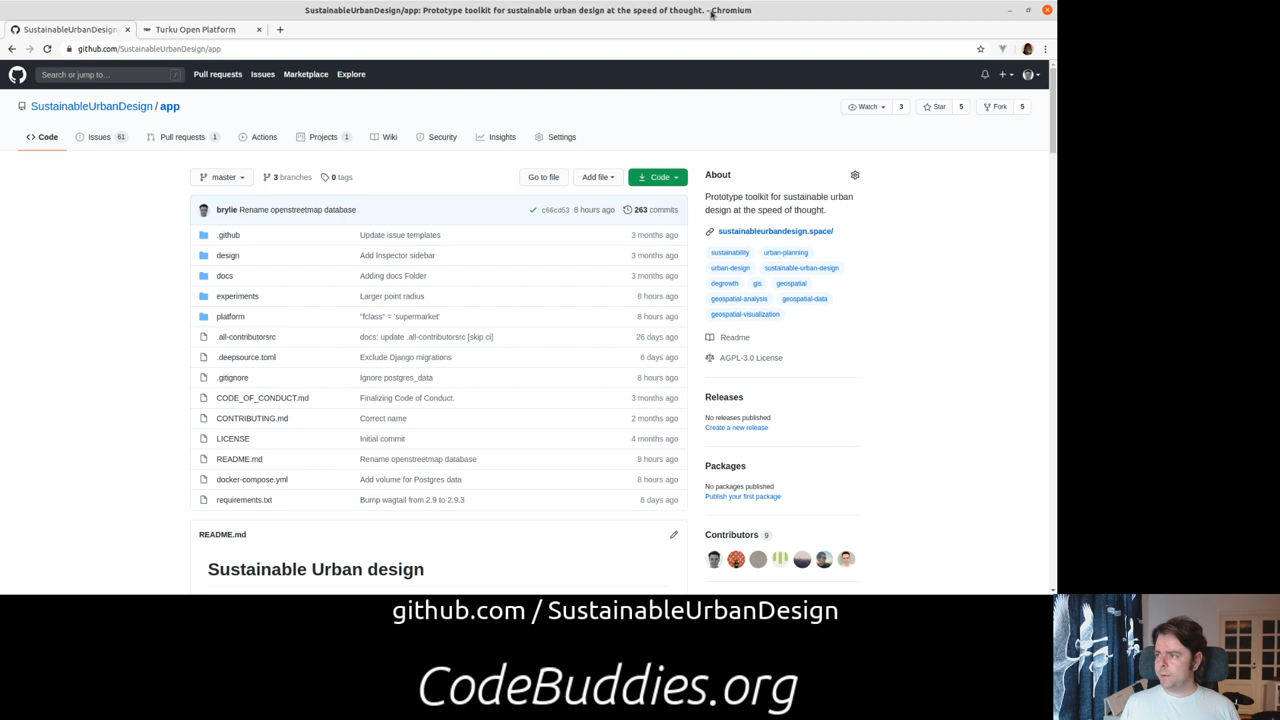 SustainableUrbanDesign/app: Prototype toolkit for sustainable urban design at the speed of thought. - Chromium
SustainableUrbanDesign
Turku Open Platform
github.com/SustainableUrbanDesign/app
Search or jump to... /
Pull requests Issues Marketplace Explore
SustainableUrbanDesign / app
Watch 3 Star 5 Fork 5
Code Issues 61 Pull requests 1 Actions Projects 1 Wiki Security Insights Settings
master 3 branches 0 tags Go to file Add file Code
brylie Rename openstreetmap database c66cd53 8 hours ago 263 commits
.github Update issue templates 3 months ago
design Add Inspector sidebar 3 months ago
docs Adding docs Folder 3 months ago
experiments Larger point radius 8 hours ago
platform "fclass" = 'supermarket' 8 hours ago
.all-contributorsrc docs: update .all-contributorsrc [skip ci] 26 days ago
.deepsource.toml Exclude Django migrations 6 days ago
.gitignore Ignore postgres_data 8 hours ago
CODE_OF_CONDUCT.md Finalizing Code of Conduct. 3 months ago
CONTRIBUTING.md Correct name 2 months ago
LICENSE Initial commit 4 months ago
README.md Rename openstreetmap database 8 hours ago
docker-compose.yml Add volume for Postgres data 8 hours ago
requirements.txt Bump wagtail from 2.9 to 2.9.3 6 days ago
README.md
Sustainable Urban design
About
Prototype toolkit for sustainable urban
design at the speed of thought.
sustainableurbandesign.space/
sustainability urban-planning
urban-design sustainable-urban-design
degrowth gis geospatial
geospatial-analysis geospatial-data
geospatial-visualization
Readme
AGPL-3.0 License
Releases
No releases published
Create a new release
Packages
No packages published
Publish your first package
Contributors 9
github.com / SustainableUrbanDesign
CodeBuddies.org